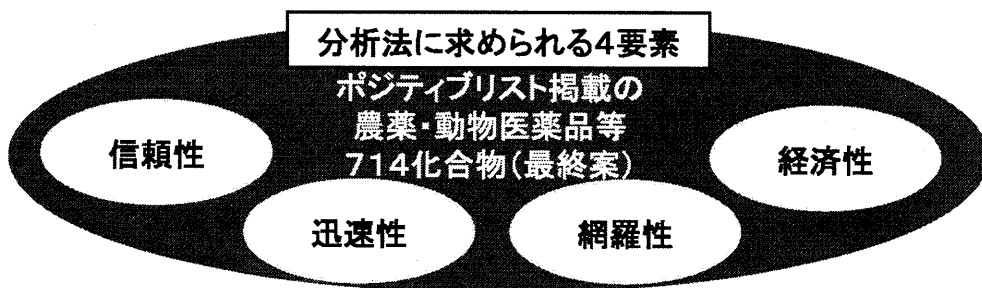 分析法に求められる4要素
ポジティブリスト掲載の
農薬・動物医薬品等
714化合物(最終案)
信頼性
迅速性
網羅性
経済性